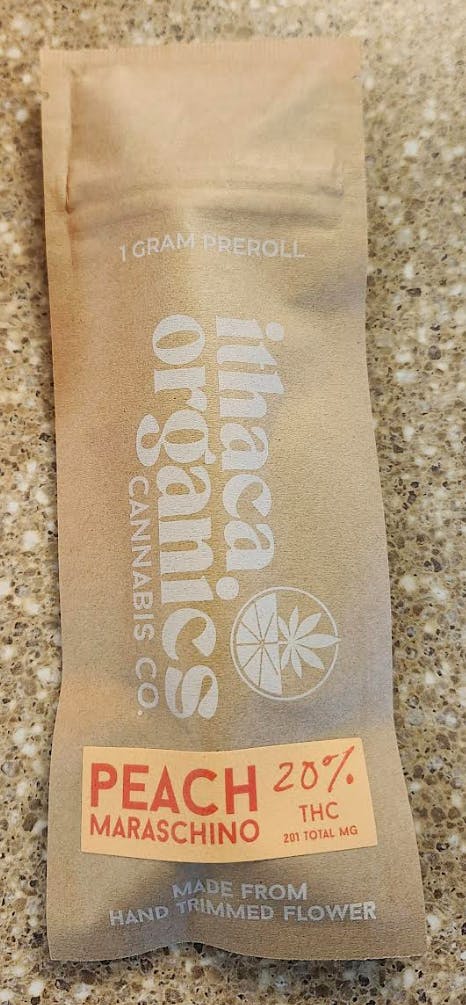 1 GRAM PREROLL
ithaca
organics
CANNABIS CO.
PEACH
MARASCHINO
20%
THC
201 TOTAL MG
MADE FROM
HAND TRIMMED FLOWER